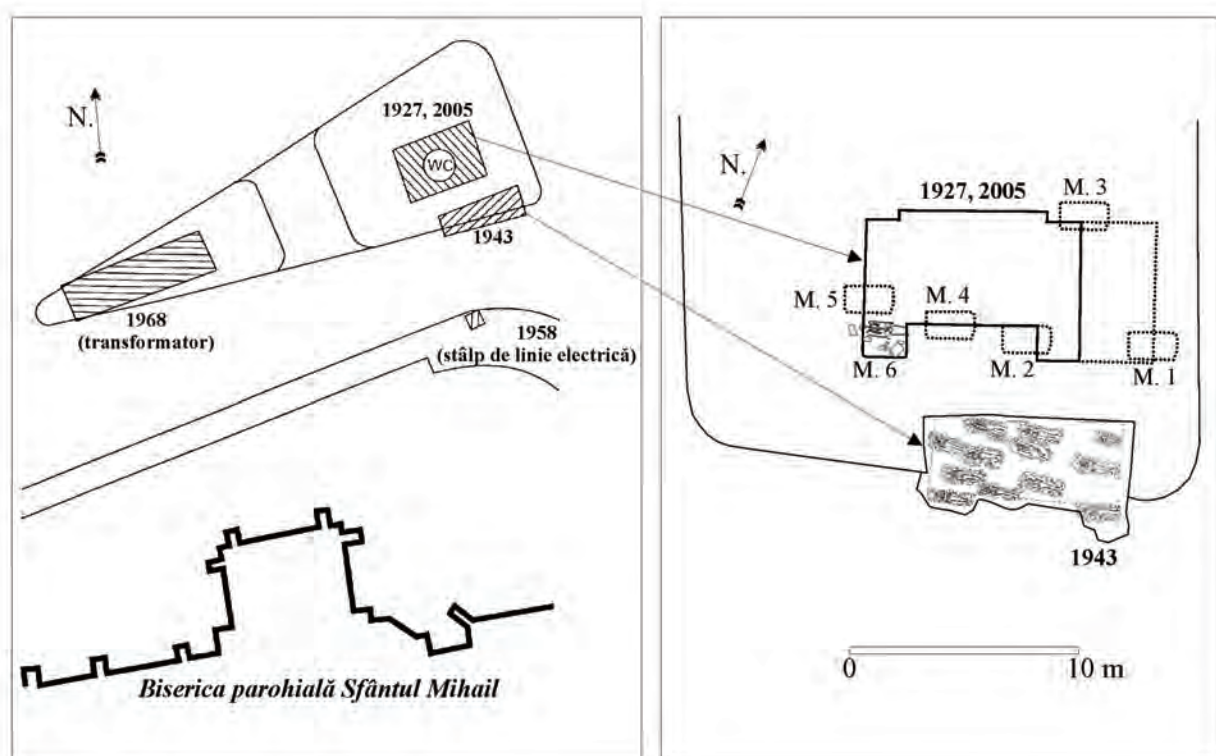 N.
1927, 2005
WC
1943
1968
(transformator)
1958
(stâlp de linie electrică)
Biserica parohială Sfântul Mihail
N.
1927, 2005
M. 3
M. 5
M. 4
M. 6
M. 2
M. 1
1943
0
10 m